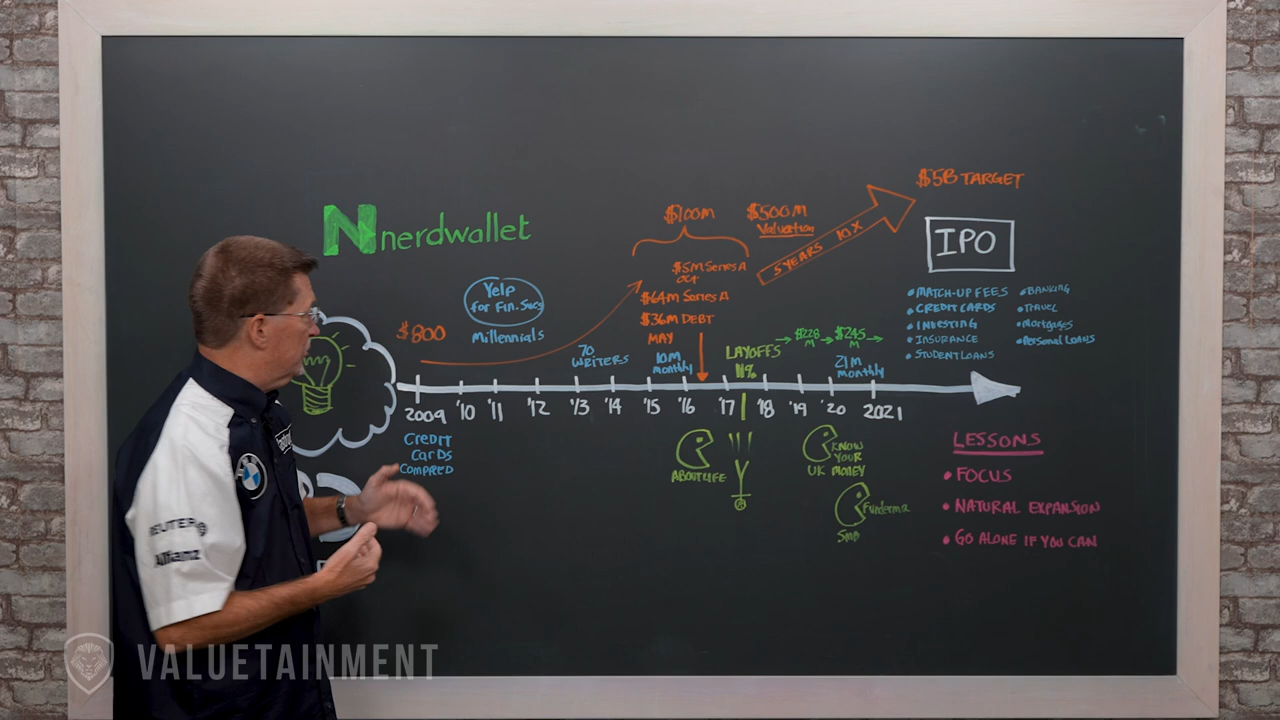 N nerdwallet
$800
Yelp
for Fin. Svcs
Millennials
70
WRITERS
$100M
$5M Series A
OCT
$64M Series A
$36M DEBT
MAY
10M
monthly
$500M
Valuation
5 YEARS 10X
$5B TARGET
IPO
• MATCH-UP FEES
• CREDIT CARDS
• INVESTING
• INSURANCE
• STUDENT LOANS
• BANKING
• TRAVEL
• Mortgages
• Personal Loans
LAYOFFS
11%
$228
M
$245
M
21M
monthly
2009 '10 '11 '12 '13 '14 '15 '16 '17 '18 '19 '20 2021
CREDIT
CARDS
COMPARED
ABOUTLIFE
KNOW
YOUR
UK MONEY
Fundera
SMB
LESSONS
• FOCUS
• NATURAL EXPANSION
• GO ALONE IF YOU CAN
BMW
REUTERS
Allianz
VALUETAINMENT